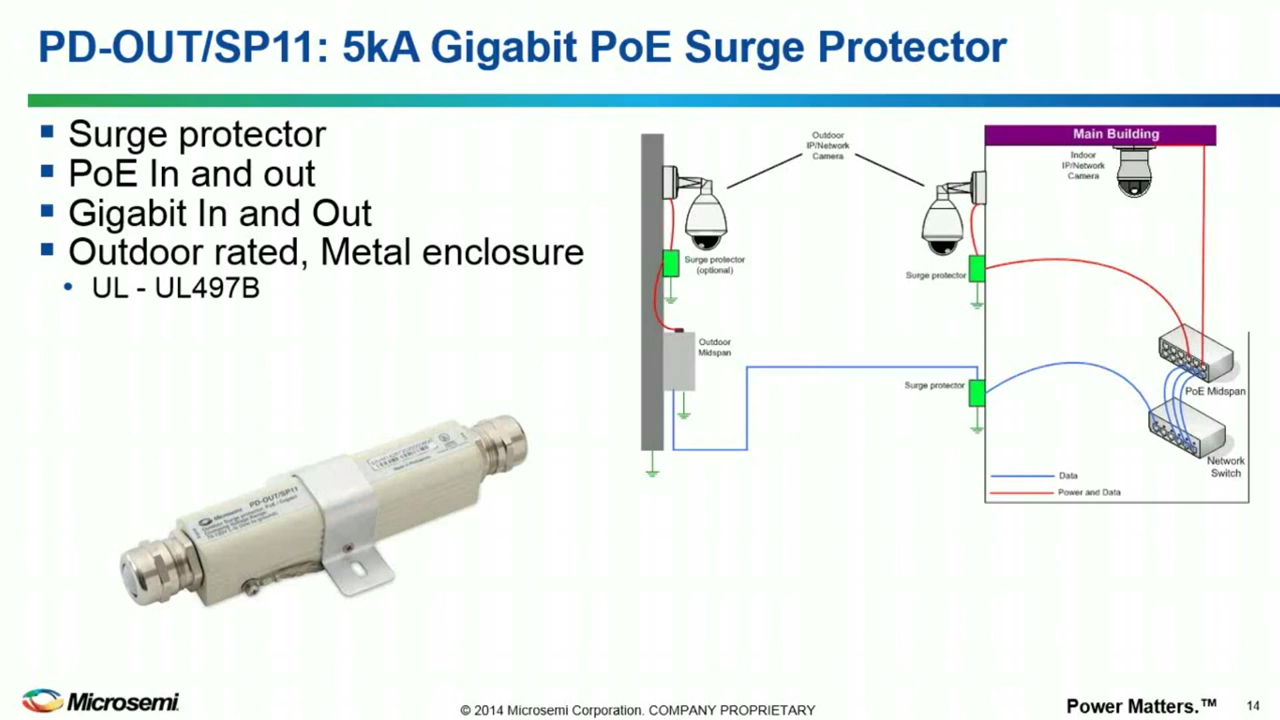 PD-OUT/SP11: 5kA Gigabit PoE Surge Protector
Surge protector
PoE In and out
Gigabit In and Out
Outdoor rated, Metal enclosure
UL - UL497B
Outdoor
IP/Network
Camera
Main Building
Indoor
IP/Network
Camera
Surge protector
(optional)
Surge protector
Outdoor
Midspan
Surge protector
PoE Midspan
Network
Switch
Data
Power and Data
Microsemi
PD-OUT/SP11
Microsemi.
© 2014 Microsemi Corporation. COMPANY PROPRIETARY
Power Matters.™
14